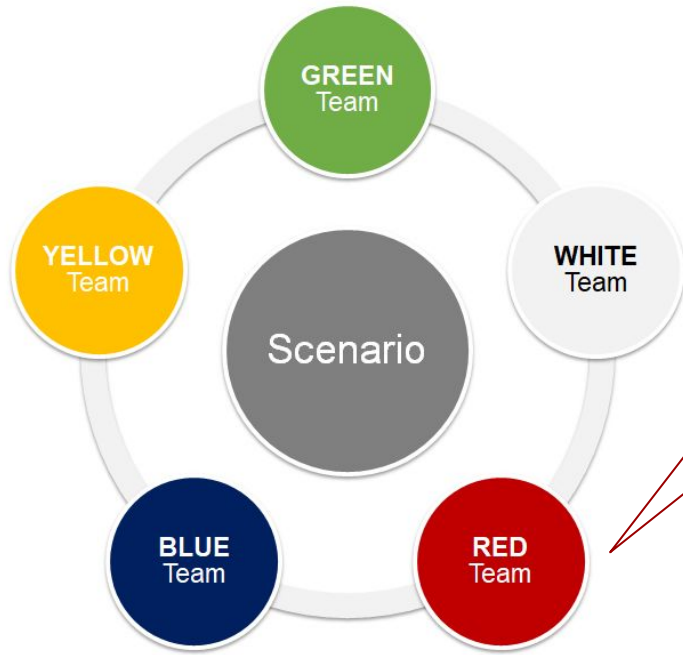 GREEN
Team
YELLOW
Team
WHITE
Team
Scenario
BLUE
Team
RED
Team